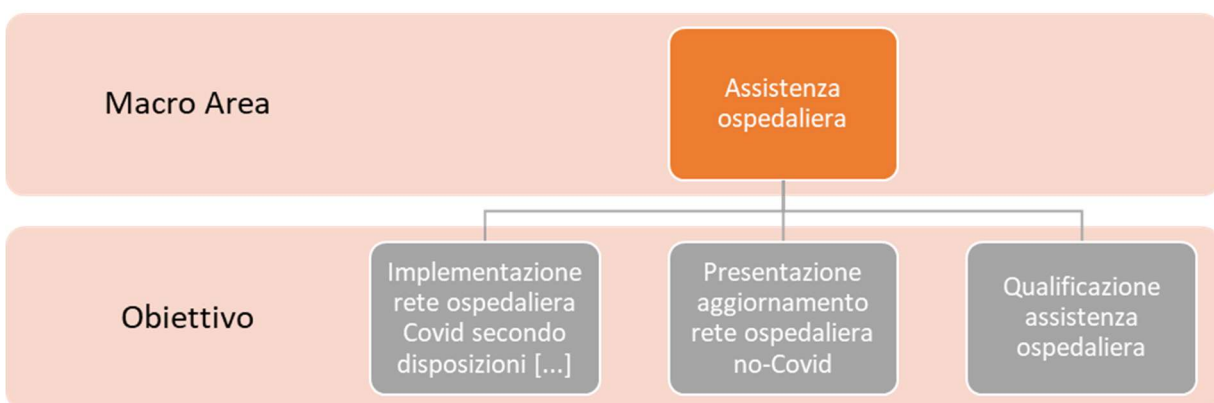 Macro Area
Assistenza
ospedaliera
Obiettivo
Implementazione
rete ospedaliera
Covid secondo
disposizioni [...]
Presentazione
aggiornamento
rete ospedaliera
no-Covid
Qualificazione
assistenza
ospedaliera